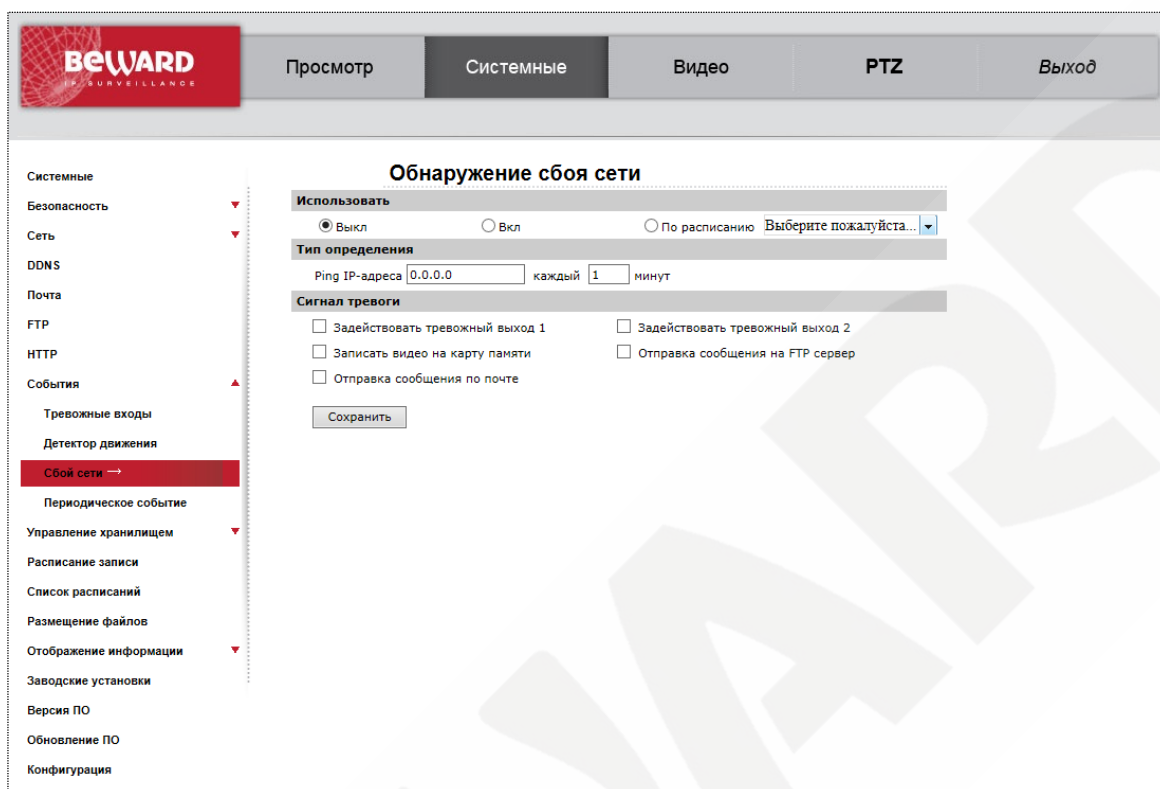 BEWARD
IP SURVEILLANCE
Просмотр Системные Видео PTZ Выход
Системные
Безопасность
Сеть
DDNS
Почта
FTP
HTTP
События
Тревожные входы
Детектор движения
Сбой сети →
Периодическое событие
Управление хранилищем
Расписание записи
Список расписаний
Размещение файлов
Отображение информации
Заводские установки
Версия ПО
Обновление ПО
Конфигурация
Обнаружение сбоя сети
Использовать
Выкл Вкл По расписанию Выберите пожалуйста...
Тип определения
Ping IP-адреса 0.0.0.0 каждый 1 минут
Сигнал тревоги
Задействовать тревожный выход 1 Задействовать тревожный выход 2
Записать видео на карту памяти Отправка сообщения на FTP сервер
Отправка сообщения по почте
Сохранить